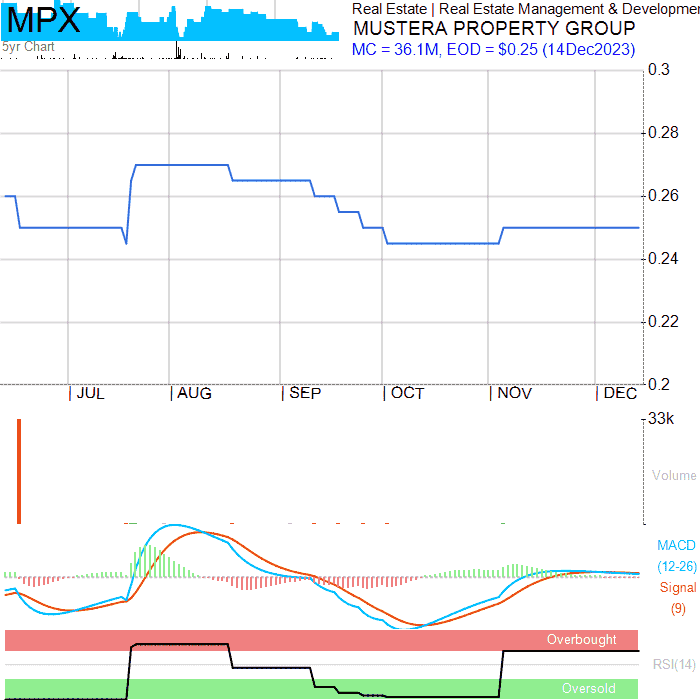 MPX
5yr Chart
Real Estate | Real Estate Management & Developmen
MUSTERA PROPERTY GROUP
MC = 36.1M, EOD = $0.25 (14Dec2023)
0.3
0.28
0.26
0.24
0.22
0.2
| JUL | AUG | SEP | OCT | NOV | DEC
33k
Volume
MACD
(12-26)
Signal
(9)
Overbought
RSI(14)
Oversold